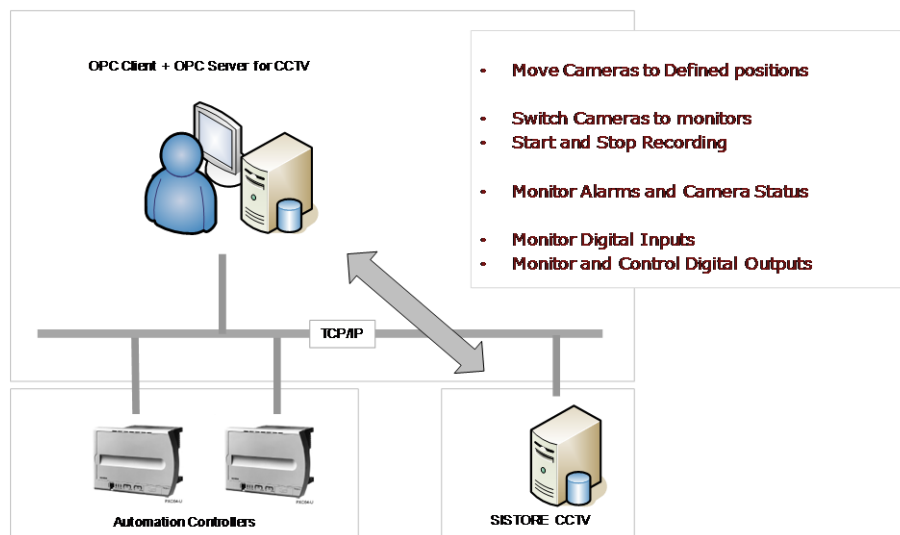 OPC Client + OPC Server for CCTV
• Move Cameras to Defined positions
• Switch Cameras to monitors
• Start and Stop Recording
• Monitor Alarms and Camera Status
• Monitor Digital Inputs
• Monitor and Control Digital Outputs
TCP/IP
Automation Controllers
SISTORE CCTV